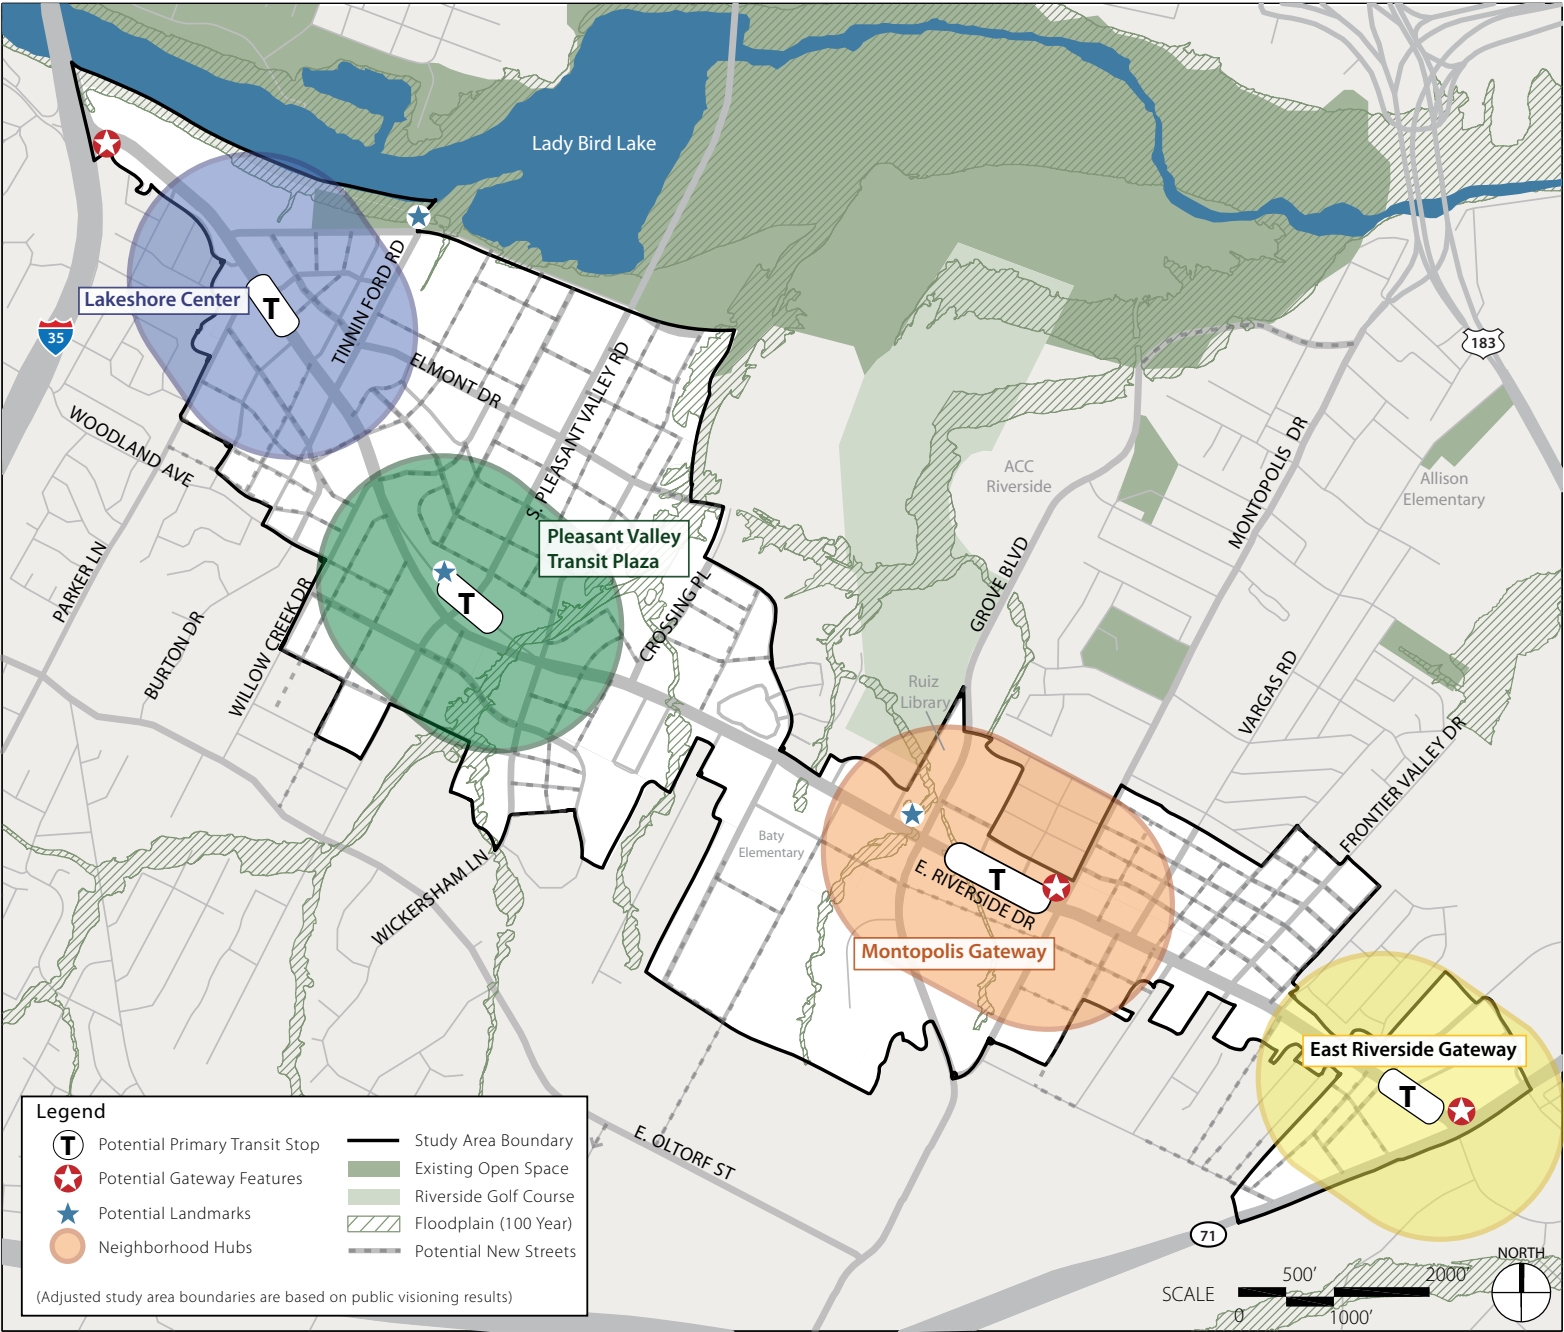 Lady Bird Lake
Lakeshore Center
T
TINNIN FORD RD
35
183
ELMONT DR
S. PLEASANT VALLEY RD
WOODLAND AVE
MONTOPOLIS DR
ACC
Riverside
Allison
Elementary
Pleasant Valley
Transit Plaza
T
PARKER LN
BURTON DR
WILLOW CREEK DR
CROSSING PL
GROVE BLVD
Ruiz
Library
VARGAS RD
FRONTIER VALLEY DR
Baty
Elementary
WICKERSHAM LN
T
E. RIVERSIDE DR
Montopolis Gateway
East Riverside Gateway
T
E. OLTORF ST
71
Legend
T Potential Primary Transit Stop
Potential Gateway Features
Potential Landmarks
Neighborhood Hubs
Study Area Boundary
Existing Open Space
Riverside Golf Course
Floodplain (100 Year)
Potential New Streets
(Adjusted study area boundaries are based on public visioning results)
SCALE
0
500'
1000'
2000'
NORTH